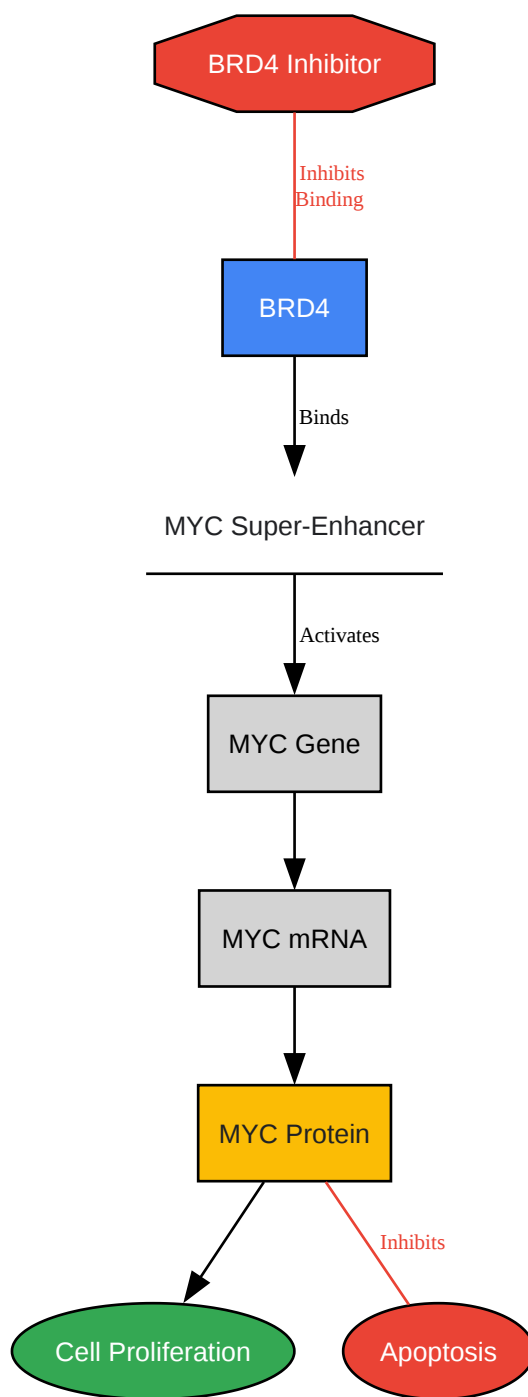 BRD4 Inhibitor
Inhibits
Binding
BRD4
Binds
MYC Super-Enhancer
Activates
MYC Gene
MYC mRNA
MYC Protein
Inhibits
Cell Proliferation
Apoptosis